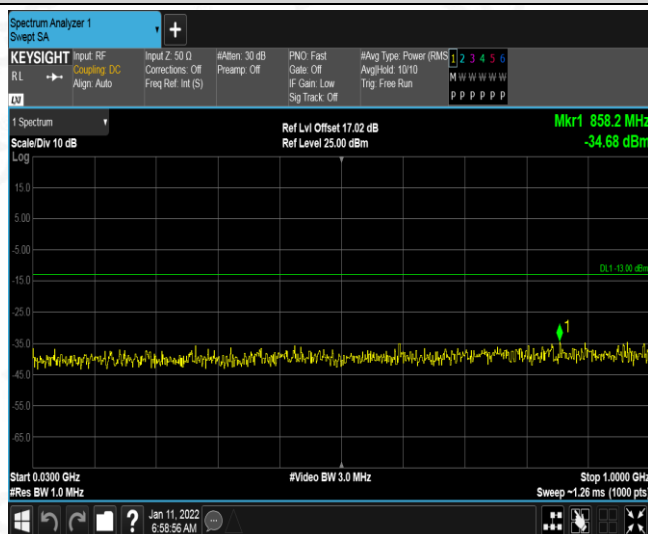 Spectrum Analyzer 1
Swept SA
KEYSIGHT
RL
LXI
Input: RF
Coupling: DC
Align: Auto
Input Z: 50 Ω
Corrections: Off
Freq Ref: Int (S)
#Atten: 30 dB
Preamp: Off
PNO: Fast
Gate: Off
IF Gain: Low
Sig Track: Off
#Avg Type: Power (RMS
Avg|Hold: 10/10
Trig: Free Run
1 2 3 4 5 6
M W W W W W
P P P P P P
1 Spectrum
Scale/Div 10 dB
Ref Lvl Offset 17.02 dB
Ref Level 25.00 dBm
Mkr1 858.2 MHz
-34.68 dBm
Log
15.0
5.00
-5.00
DL1 -13.00 dBm
-15.0
-25.0
1
-35.0
-45.0
-55.0
-65.0
Start 0.0300 GHz
#Res BW 1.0 MHz
#Video BW 3.0 MHz
Stop 1.0000 GHz
Sweep ~1.26 ms (1000 pts)
?
Jan 11, 2022
6:58:56 AM